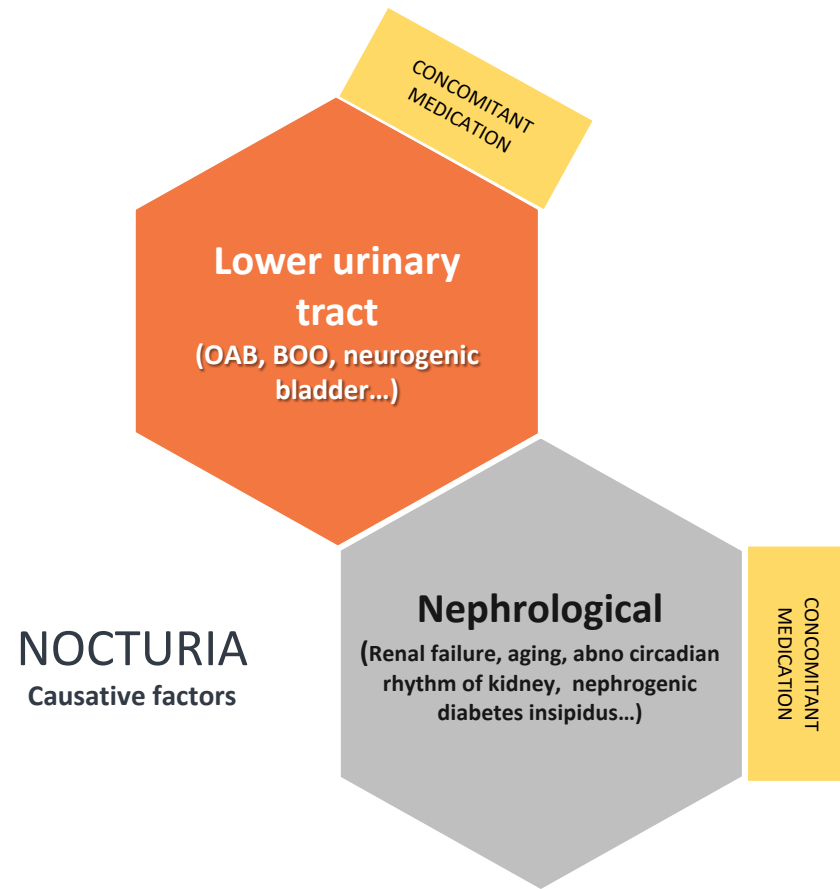 CONCOMITANT
MEDICATION
Lower urinary
tract
(OAB, BOO, neurogenic
bladder…)
Nephrological
(Renal failure, aging, abno circadian
rhythm of kidney, nephrogenic
diabetes insipidus…)
CONCOMITANT
MEDICATION
NOCTURIA
Causative factors